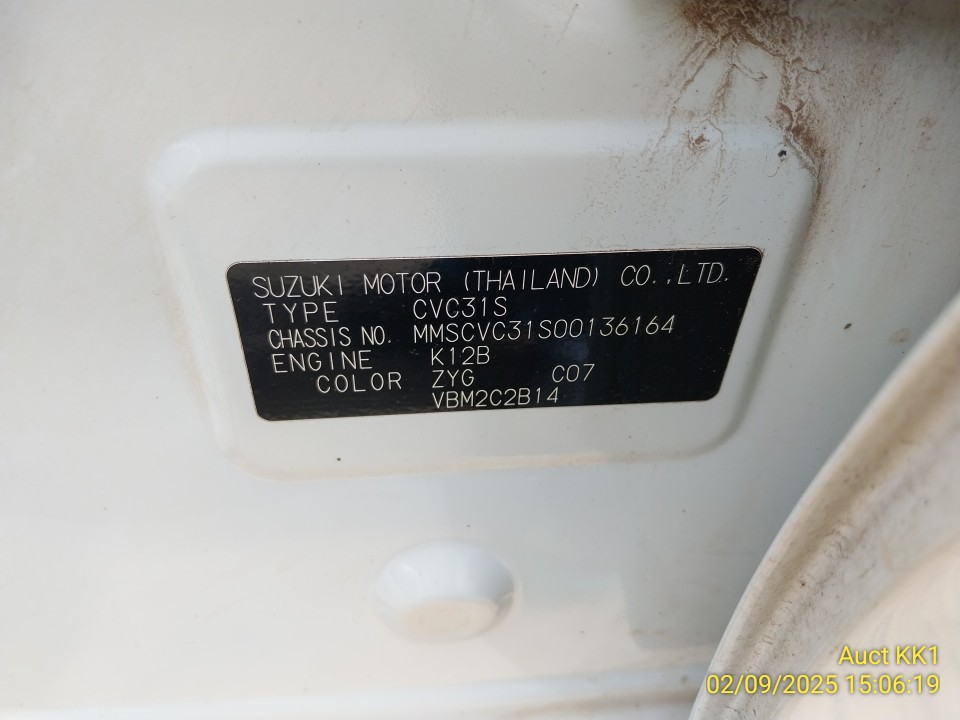 SUZUKI MOTOR (THAILAND) CO.,LTD.
TYPE CVC31S
CHASSIS NO. MMSCVC31S00136164
ENGINE K12B
COLOR ZYG C07
VBM2C2B14
Auct KK1
02/09/2025 15:06:19